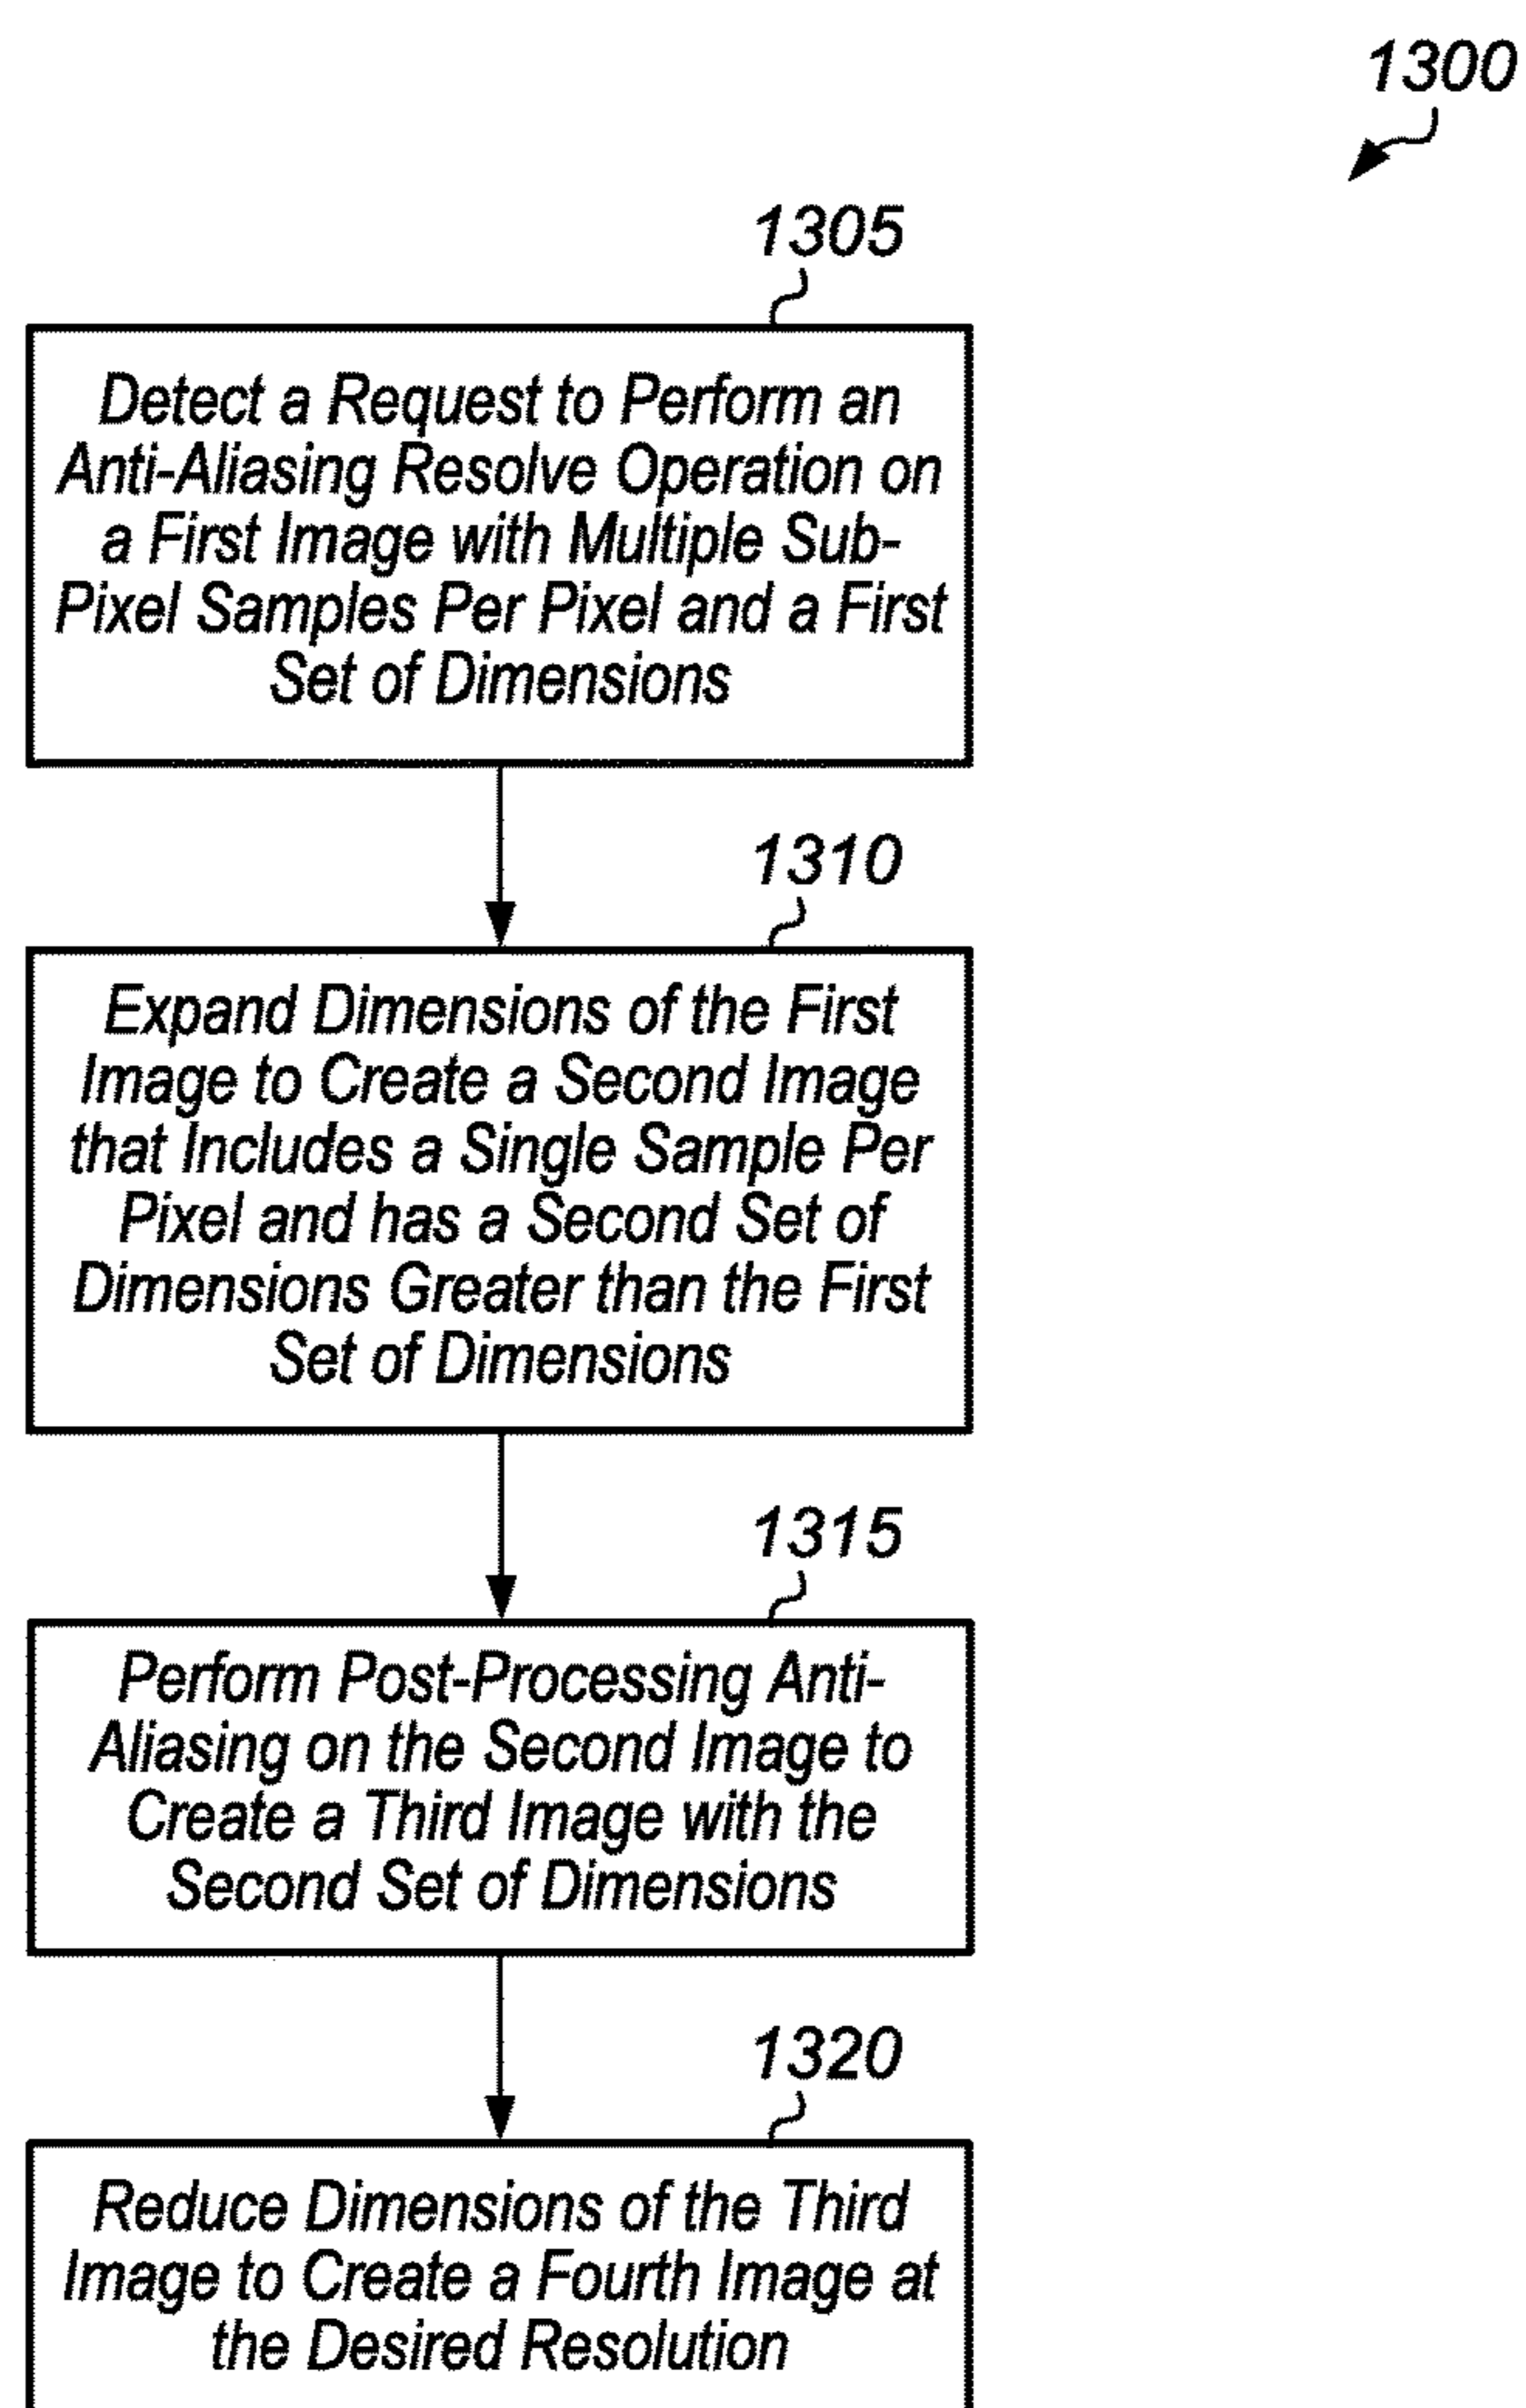 1300
1305
Detect a Request to Perform an
Anti-Aliasing Resolve Operation on
a First Image with Multiple Sub-
Pixel Samples Per Pixel and a First
Set of Dimensions
1310
Expand Dimensions of the First
Image to Create a Second Image
that Includes a Single Sample Per
Pixel and has a Second Set of
Dimensions Greater than the First
Set of Dimensions
1315
Perform Post-Processing Anti-
Aliasing on the Second Image to
Create a Third Image with the
Second Set of Dimensions
1320
Reduce Dimensions of the Third
Image to Create a Fourth Image at
the Desired Resolution